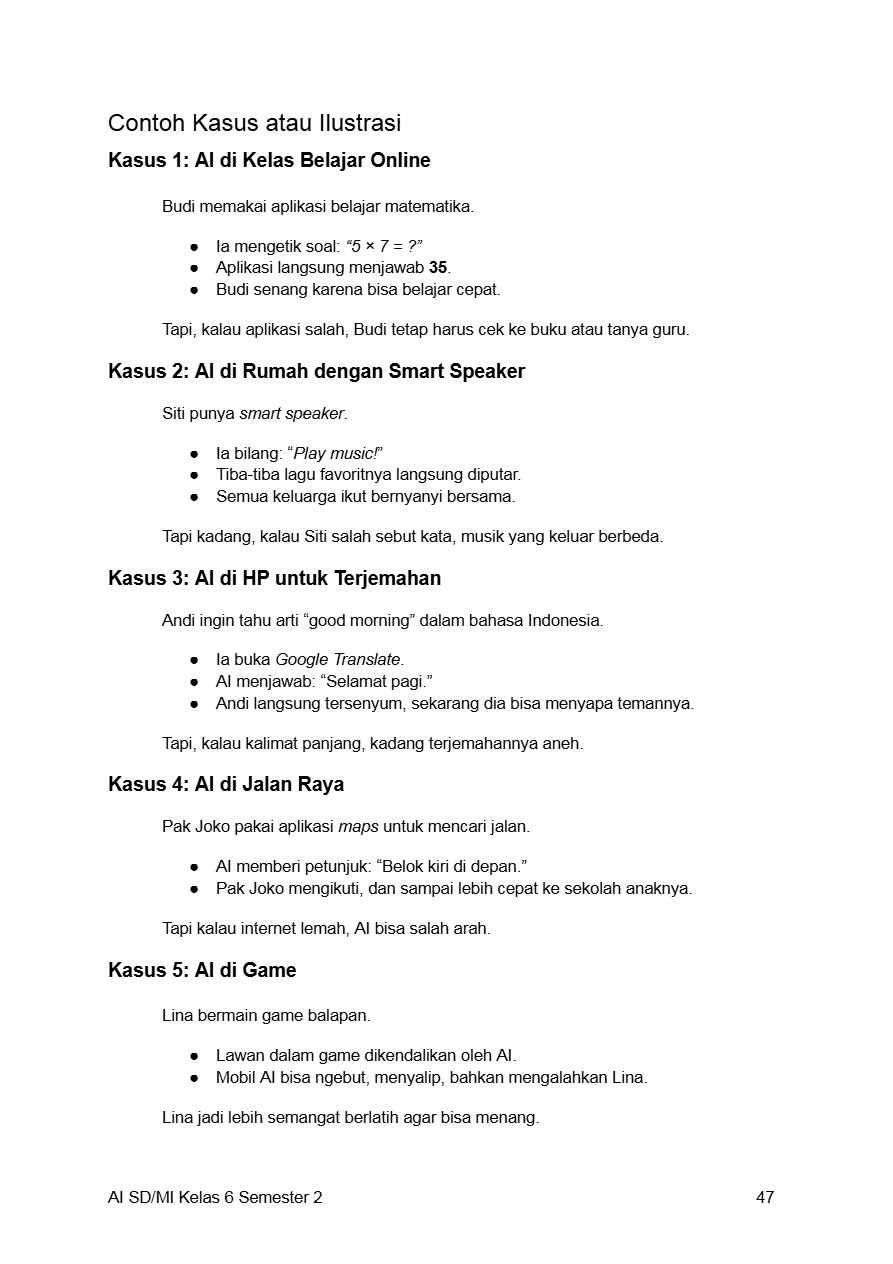 Contoh Kasus atau Ilustrasi
Kasus 1: AI di Kelas Belajar Online
Budi memakai aplikasi belajar matematika.
● Ia mengetik soal: “5 × 7 = ?”
● Aplikasi langsung menjawab 35.
● Budi senang karena bisa belajar cepat.
Tapi, kalau aplikasi salah, Budi tetap harus cek ke buku atau tanya guru.
Kasus 2: AI di Rumah dengan Smart Speaker
Siti punya smart speaker.
● Ia bilang: “Play music!”
● Tiba-tiba lagu favoritnya langsung diputar.
● Semua keluarga ikut bernyanyi bersama.
Tapi kadang, kalau Siti salah sebut kata, musik yang keluar berbeda.
Kasus 3: AI di HP untuk Terjemahan
Andi ingin tahu arti “good morning” dalam bahasa Indonesia.
● Ia buka Google Translate.
● AI menjawab: “Selamat pagi.”
● Andi langsung tersenyum, sekarang dia bisa menyapa temannya.
Tapi, kalau kalimat panjang, kadang terjemahannya aneh.
Kasus 4: AI di Jalan Raya
Pak Joko pakai aplikasi maps untuk mencari jalan.
● AI memberi petunjuk: “Belok kiri di depan.”
● Pak Joko mengikuti, dan sampai lebih cepat ke sekolah anaknya.
Tapi kalau internet lemah, AI bisa salah arah.
Kasus 5: AI di Game
Lina bermain game balapan.
● Lawan dalam game dikendalikan oleh AI.
● Mobil AI bisa ngebut, menyalip, bahkan mengalahkan Lina.
Lina jadi lebih semangat berlatih agar bisa menang.
AI SD/MI Kelas 6 Semester 2 47